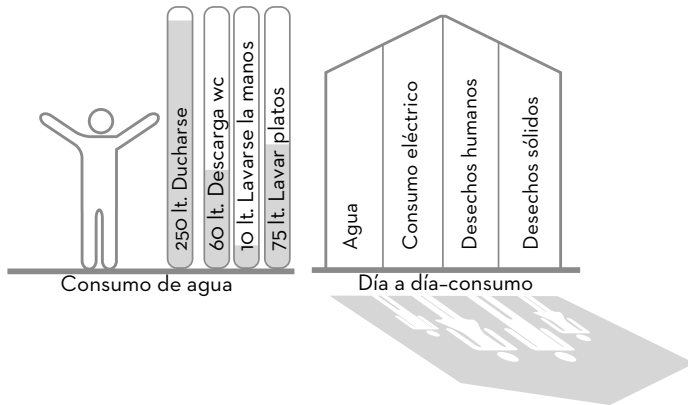 250 lt. Ducharse
60 lt. Descarga wc
10 lt. Lavarse la manos
75 lt. Lavar platos
Consumo de agua
Agua
Consumo eléctrico
Desechos humanos
Desechos sólidos
Día a día-consumo